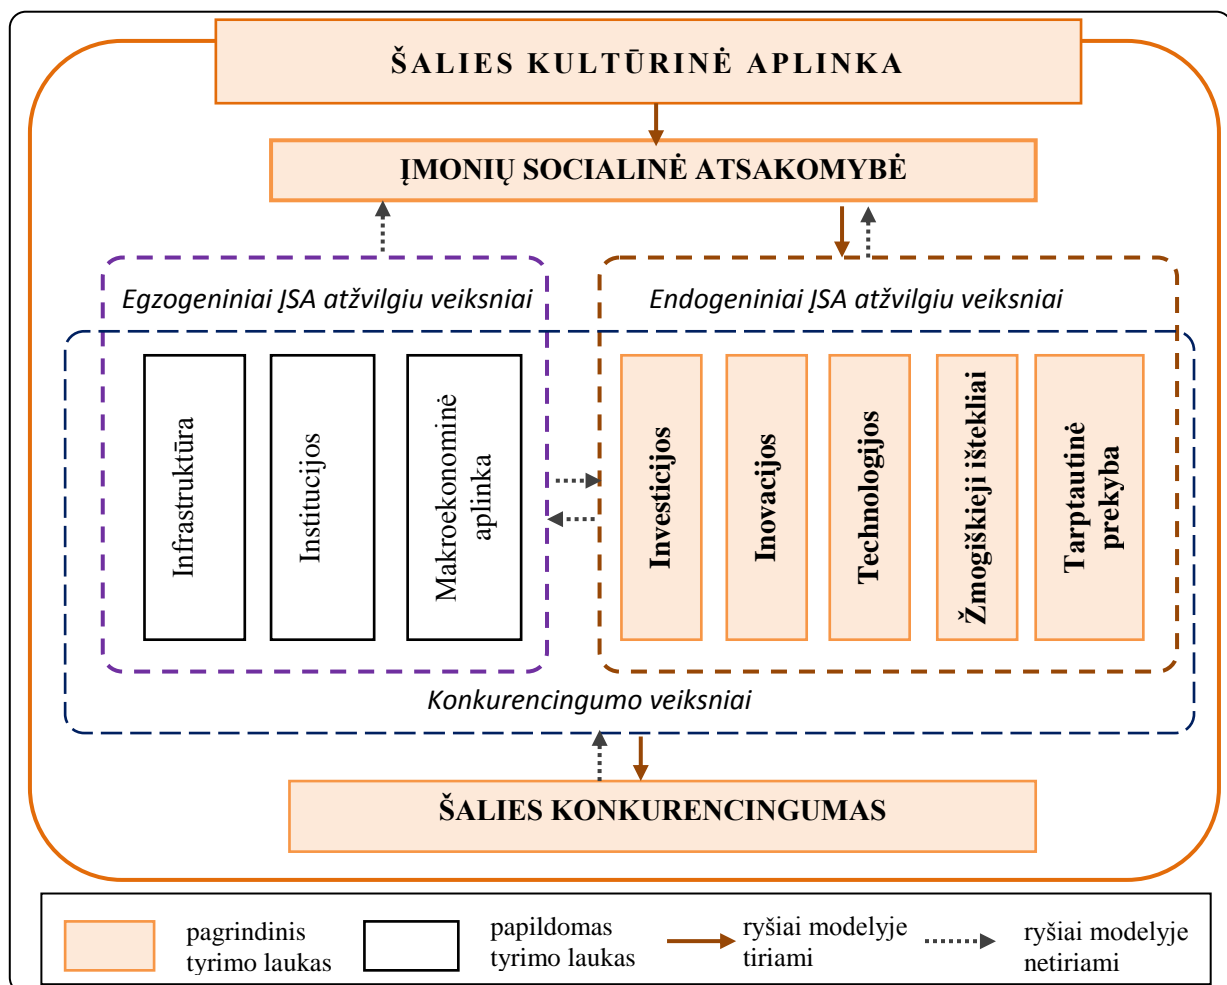 ŠALIES KULTŪRINĖ APLINKA
ĮMONIŲ SOCIALINĖ ATSAKOMYBĖ
Egzogeniniai ĮSA atžvilgiu veiksniai
Endogeniniai ĮSA atžvilgiu veiksniai
Infrastruktūra
Institucijos
Makroekonominė
aplinka
Investicijos
Inovacijos
Technologijos
Žmogiškieji ištekliai
Tarptautinė
prekyba
Konkurencingumo veiksniai
ŠALIES KONKURENCINGUMAS
pagrindinis
tyrimo laukas
papildomas
tyrimo laukas
ryšiai modelyje
tiriami
ryšiai modelyje
netiriami